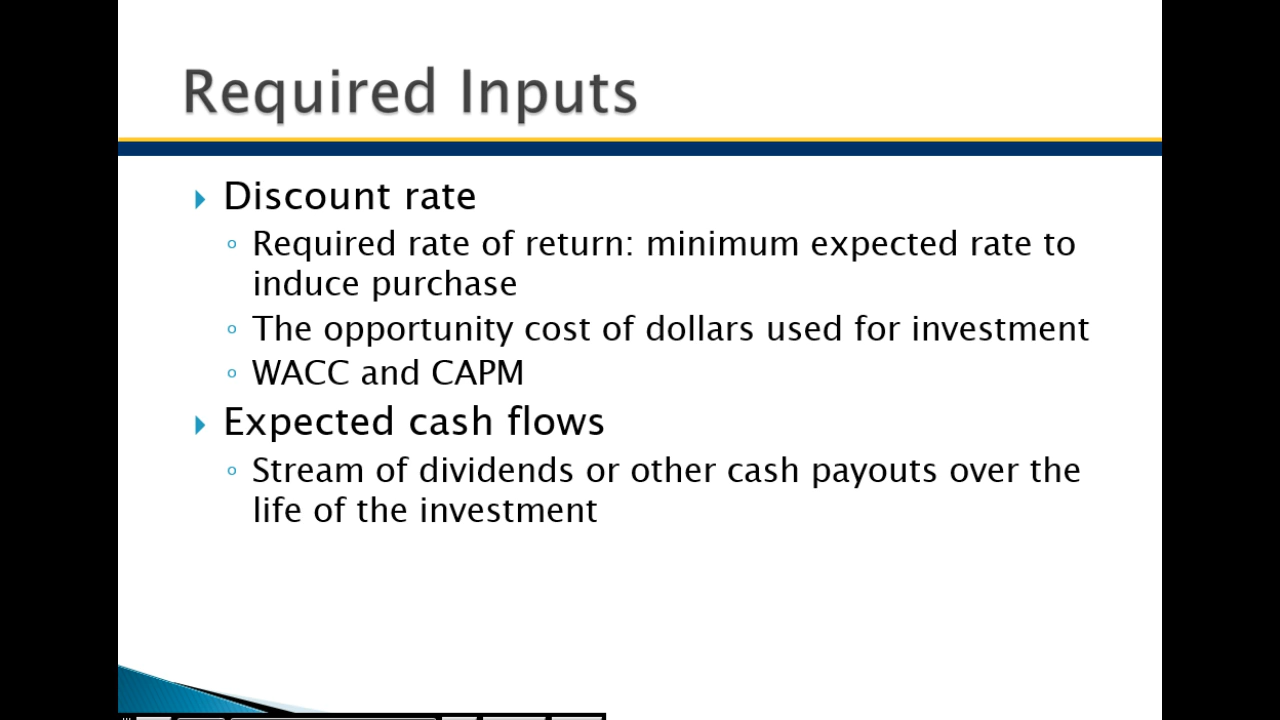 Required Inputs
Discount rate
Required rate of return: minimum expected rate to
induce purchase
The opportunity cost of dollars used for investment
WACC and CAPM
Expected cash flows
Stream of dividends or other cash payouts over the
life of the investment